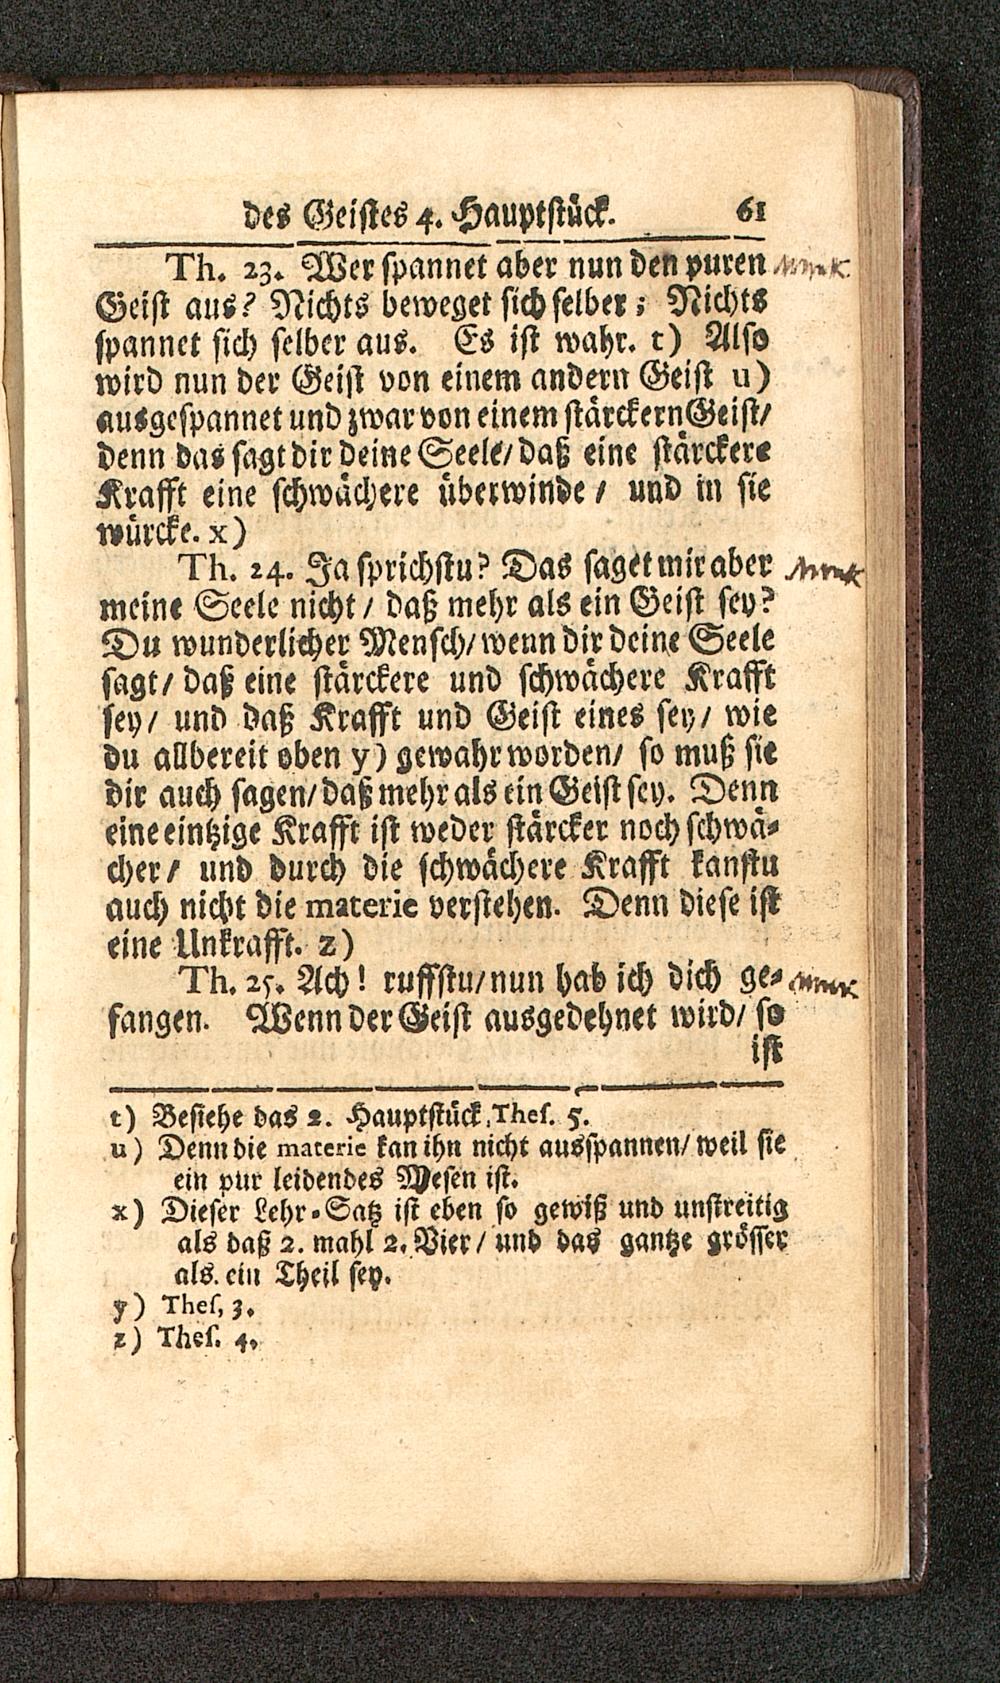 des Geistes 4. Hauptstück. 61
Th. 23. Wer spannet aber nun den puren
Geist aus? Nichts beweget sich selber; Nichts
spannet sich selber aus. Es ist wahr. t) Also
wird nun der Geist von einem andern Geist u)
ausgespannet und zwar von einem stärckern Geist/
denn das sagt dir deine Seele/ daß eine stärckere
Krafft eine schwächere überwinde/ und in sie
würcke. x)
Th. 24. Ja sprichstu? Das saget mir aber
meine Seele nicht/ daß mehr als ein Geist sey?
Du wunderlicher Mensch/ wenn dir deine Seele
sagt/ daß eine stärckere und schwächere Krafft
sey/ und daß Krafft und Geist eines sey/ wie
du allbereit oben y) gewahr worden/ so muß sie
dir auch sagen/ daß mehr als ein Geist sey. Denn
eine eintzige Krafft ist weder stärcker noch schwä-
cher/ und durch die schwächere Krafft kanstu
auch nicht die materie verstehen. Denn diese ist
eine Unkrafft. z)
Th. 25. Ach! ruffstu/ nun hab ich dich ge-
fangen. Wenn der Geist ausgedehnet wird/ so
ist
t) Besiehe das 2. Hauptstück, Thes. 5.
u) Denn die materie kan ihn nicht ausspannen/ weil sie
ein pur leidendes Wesen ist.
x) Dieser Lehr-Satz ist eben so gewiß und unstreitig
als daß 2. mahl 2. Vier/ und das gantze grösser
als ein Theil sey.
y) Thes, 3.
z) Thes. 4.